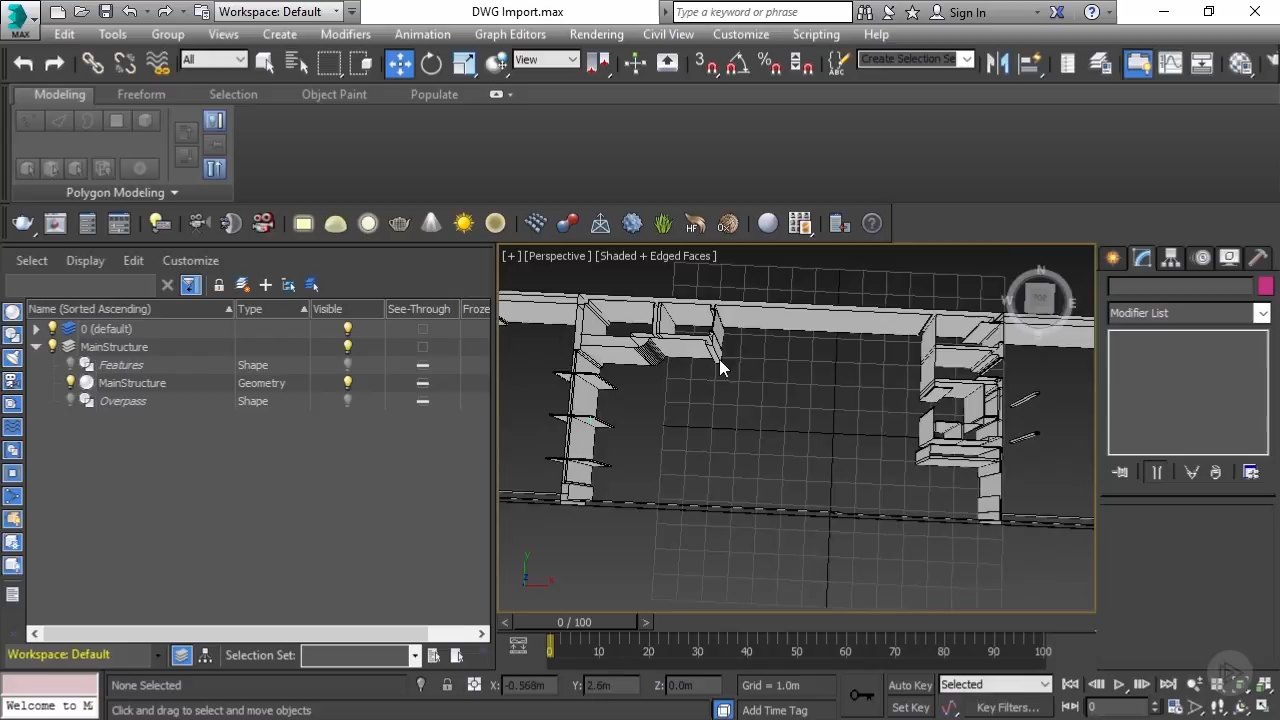 MAX
Workspace: Default
DWG Import.max
Type a keyword or phrase
Sign In
Edit Tools Group Views Create Modifiers Animation Graph Editors Rendering Civil View Customize Scripting Help
All
View
3
%
ABC
Create Selection Se
Modeling Freeform Selection Object Paint Populate
Polygon Modeling
HF
Select Display Edit Customize
[+] [Perspective ] [Shaded + Edged Faces ]
Name (Sorted Ascending) Type Visible See-Through Froze
0 (default)
MainStructure
Features Shape
MainStructure Geometry
Overpass Shape
N
W E
TOP
Modifier List
0 / 100
0 10 20 30 40 50 60 70 80 90 100
Workspace: Default
Selection Set:
None Selected
X: -0.568m Y: 2.6m Z: 0.0m
Grid = 1.0m
Auto Key
Selected
Welcome to MA
Click and drag to select and move objects
Add Time Tag
Set Key
Key Filters...
0